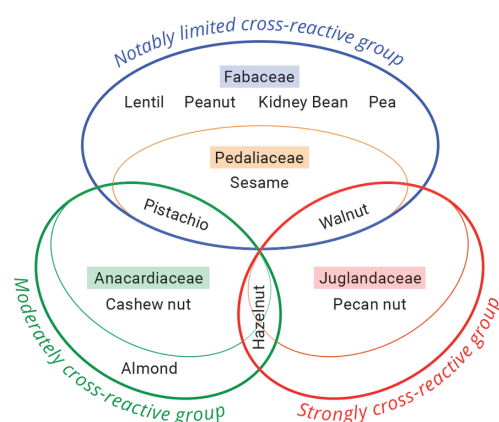 Notably limited cross-reactive group
Fabaceae
Lentil Peanut Kidney Bean Pea
Pedaliaceae
Sesame
Pistachio
Walnut
Anacardiaceae
Cashew nut
Hazelnut
Juglandaceae
Pecan nut
Almond
Moderately cross-reactive group
Strongly cross-reactive group